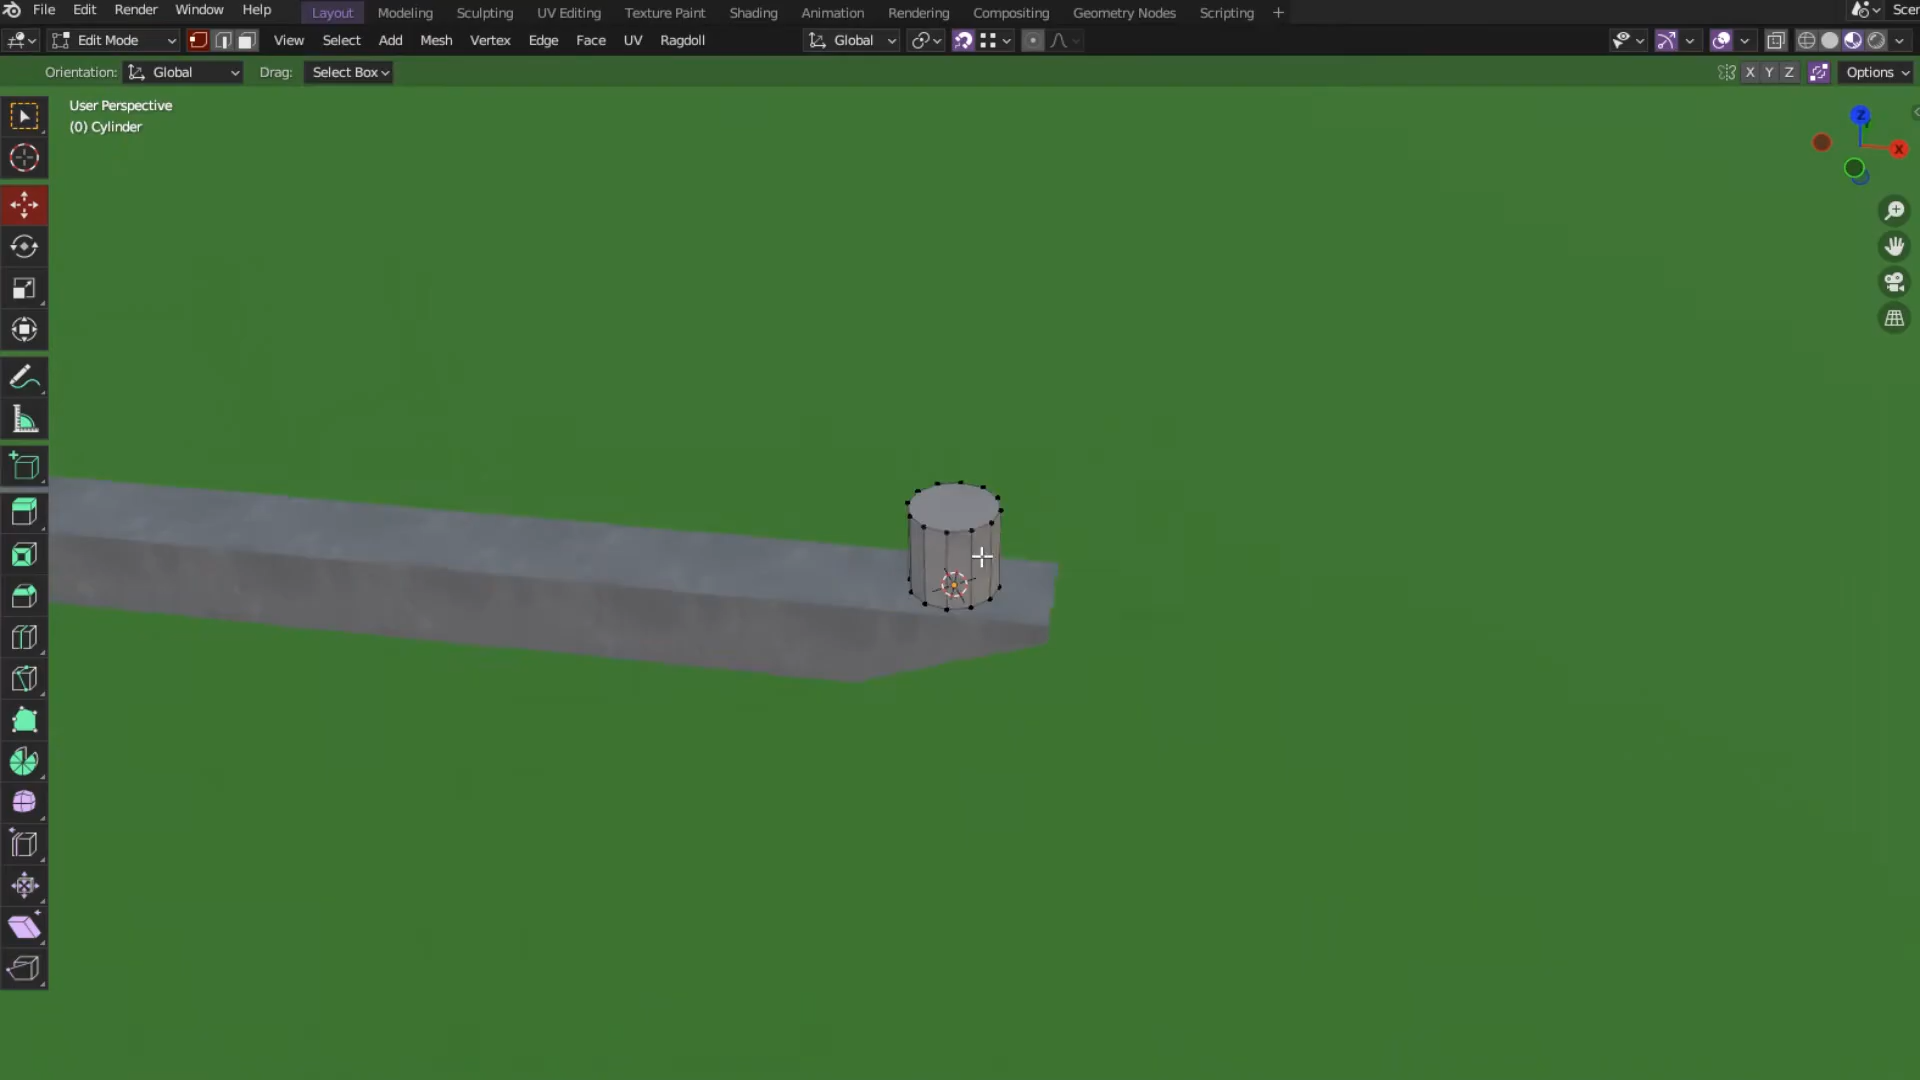 File Edit Render Window Help Layout Modeling Sculpting UV Editing Texture Paint Shading Animation Rendering Compositing Geometry Nodes Scripting + Scer
Edit Mode View Select Add Mesh Vertex Edge Face UV Ragdoll Global
Orientation: Global Drag: Select Box X Y Z Options
User Perspective
(0) Cylinder
Z
X